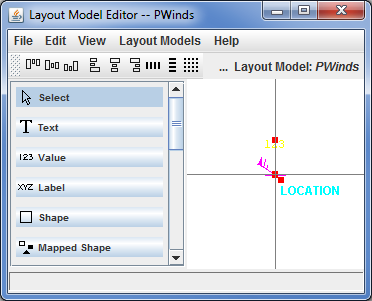 Layout Model Editor -- PWinds
File Edit View Layout Models Help
... Layout Model: PWinds
Select
T Text
123 Value
XYZ Label
Shape
Mapped Shape
LOCATION